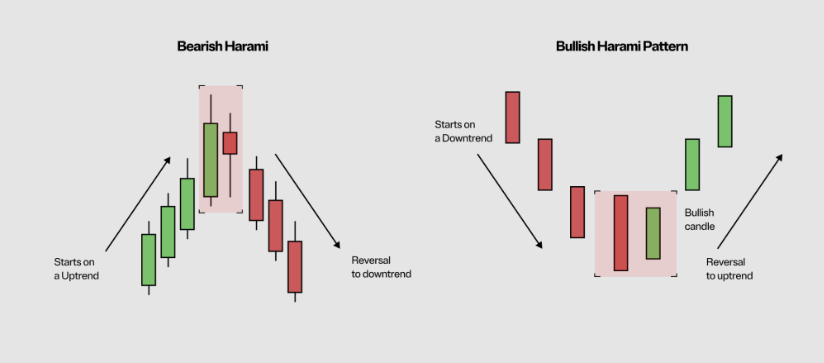 Bearish Harami
Starts on
a Uptrend
Reversal
to downtrend
Bullish Harami Pattern
Starts on
a Downtrend
Bullish
candle
Reversal
to uptrend